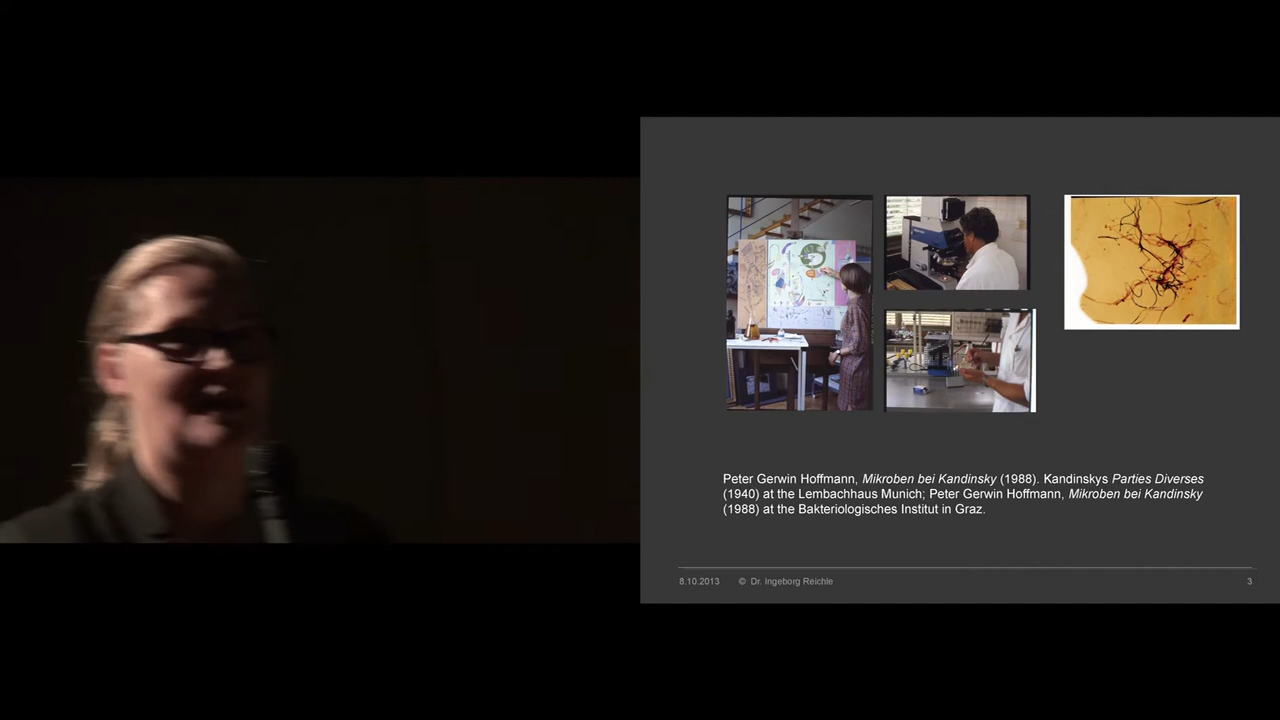 Peter Gerwin Hoffmann, Mikroben bei Kandinsky (1988). Kandinskys Parties Diverses
(1940) at the Lembachhaus Munich; Peter Gerwin Hoffmann, Mikroben bei Kandinsky
(1988) at the Bakteriologisches Institut in Graz.
8.10.2013 © Dr. Ingeborg Reichle 3